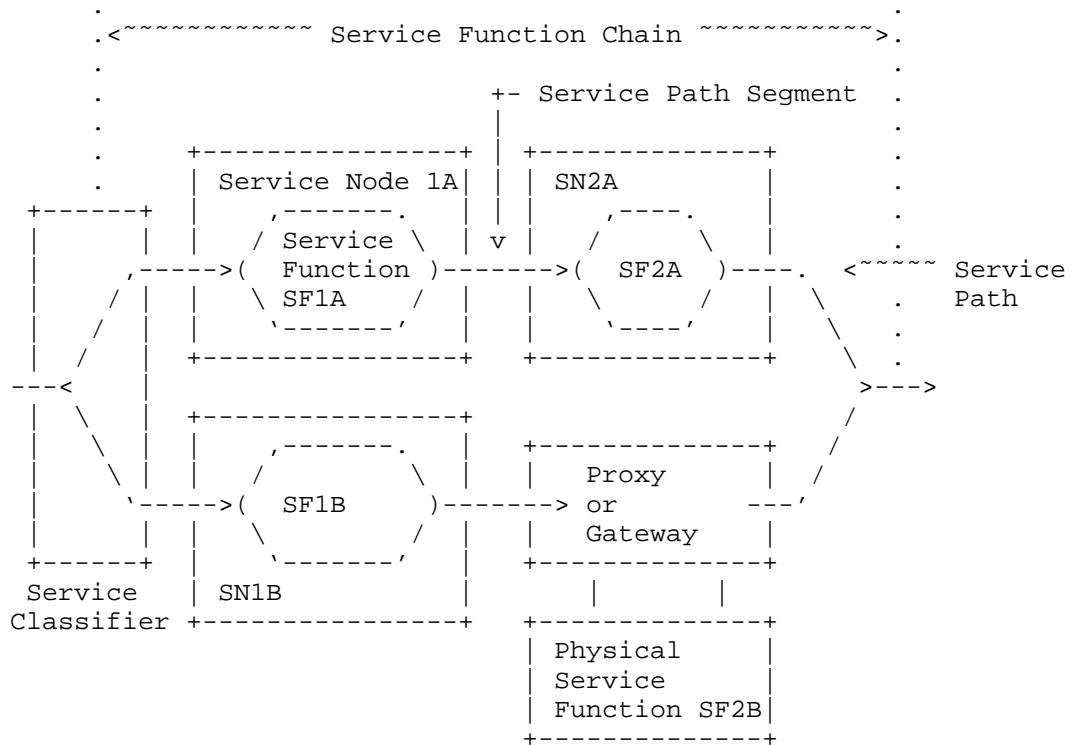 Service Function Chain
+- Service Path Segment
Service Node 1A
SN2A
Service
Function
SF1A
SF2A
Service
Path
SF1B
Proxy
or
Gateway
Service
Classifier
SN1B
Physical
Service
Function SF2B